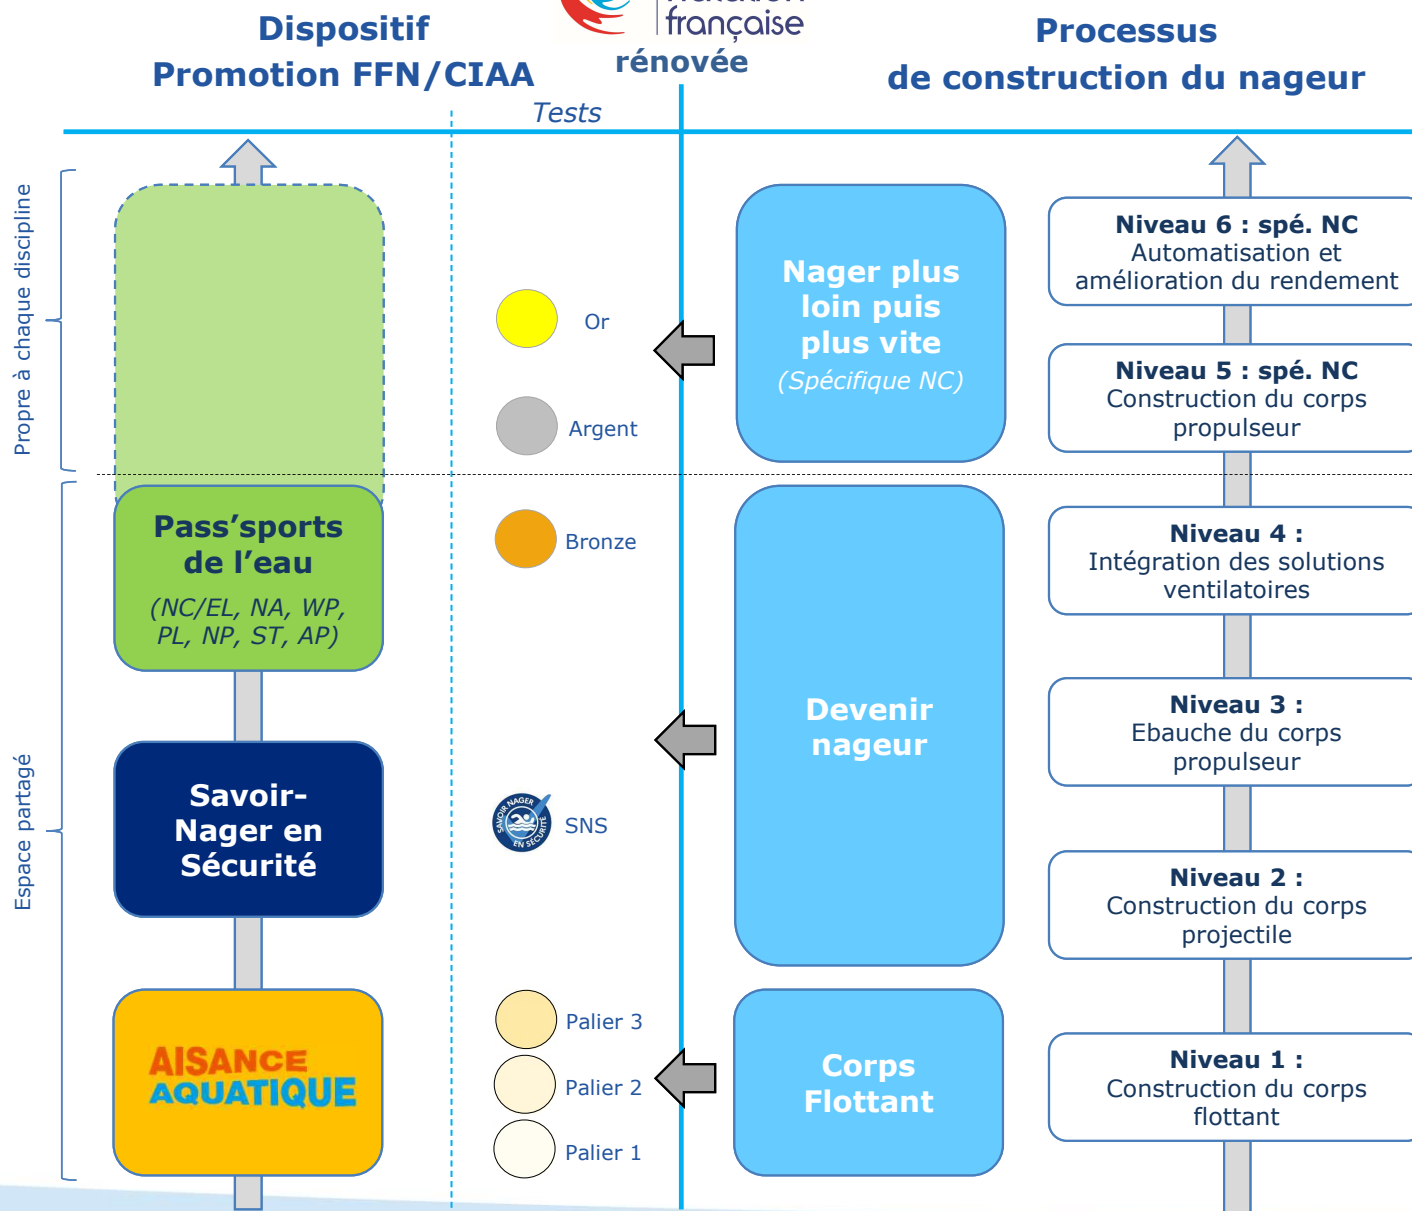 Dispositif
Promotion FFN/CIAA
française
rénovée
Processus
de construction du nageur
Tests
Propre à chaque discipline
Espace partagé
Pass’sports
de l’eau
(NC/EL, NA, WP,
PL, NP, ST, AP)
Savoir-
Nager en
Sécurité
AISANCE
AQUATIQUE
Or
Argent
Bronze
SAVOIR NAGER
EN SÉCURITÉ
SNS
Palier 3
Palier 2
Palier 1
Nager plus
loin puis
plus vite
(Spécifique NC)
Devenir
nageur
Corps
Flottant
Niveau 6 : spé. NC
Automatisation et
amélioration du rendement
Niveau 5 : spé. NC
Construction du corps
propulseur
Niveau 4 :
Intégration des solutions
ventilatoires
Niveau 3 :
Ebauche du corps
propulseur
Niveau 2 :
Construction du corps
projectile
Niveau 1 :
Construction du corps
flottant